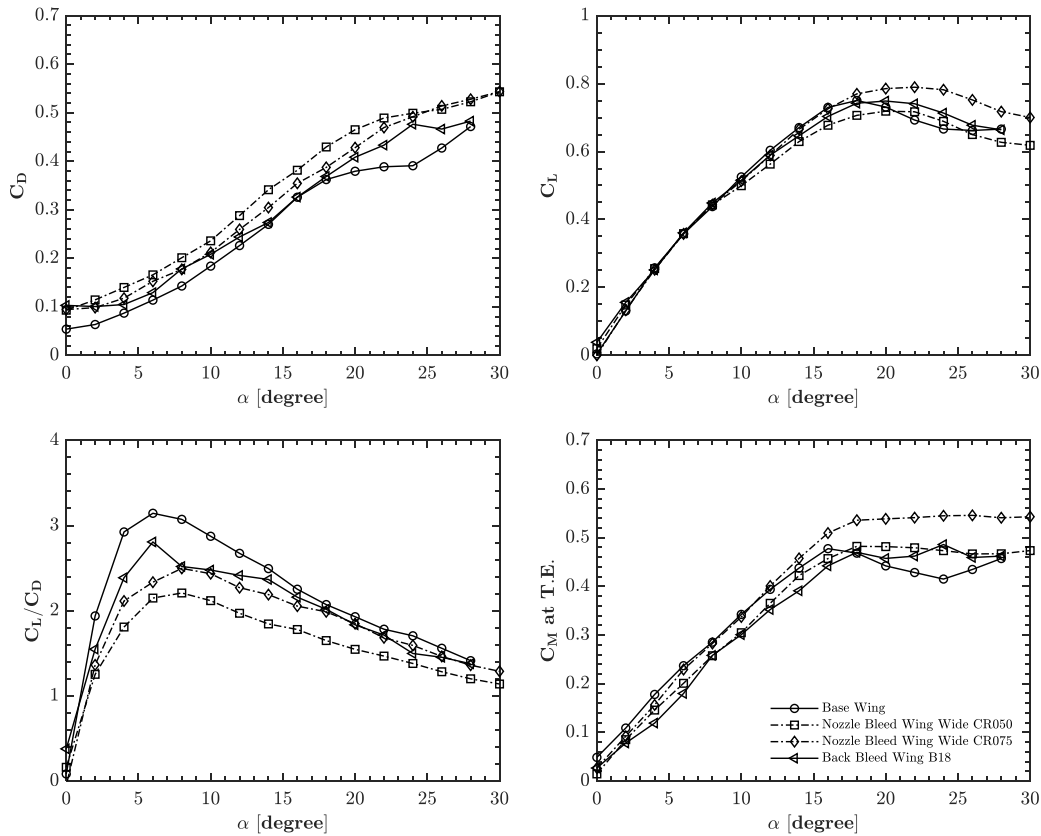 0.7
0.6
0.5
0.4
0.3
0.2
0.1
0
C_D
0 5 10 15 20 25 30
α [degree]
1
0.8
0.6
0.4
0.2
0
C_L
0 5 10 15 20 25 30
α [degree]
4
3
2
1
0
C_L/C_D
0 5 10 15 20 25 30
α [degree]
0.7
0.6
0.5
0.4
0.3
0.2
0.1
0
C_M at T.E.
Base Wing
Nozzle Bleed Wing Wide CR050
Nozzle Bleed Wing Wide CR075
Back Bleed Wing B18
0 5 10 15 20 25 30
α [degree]